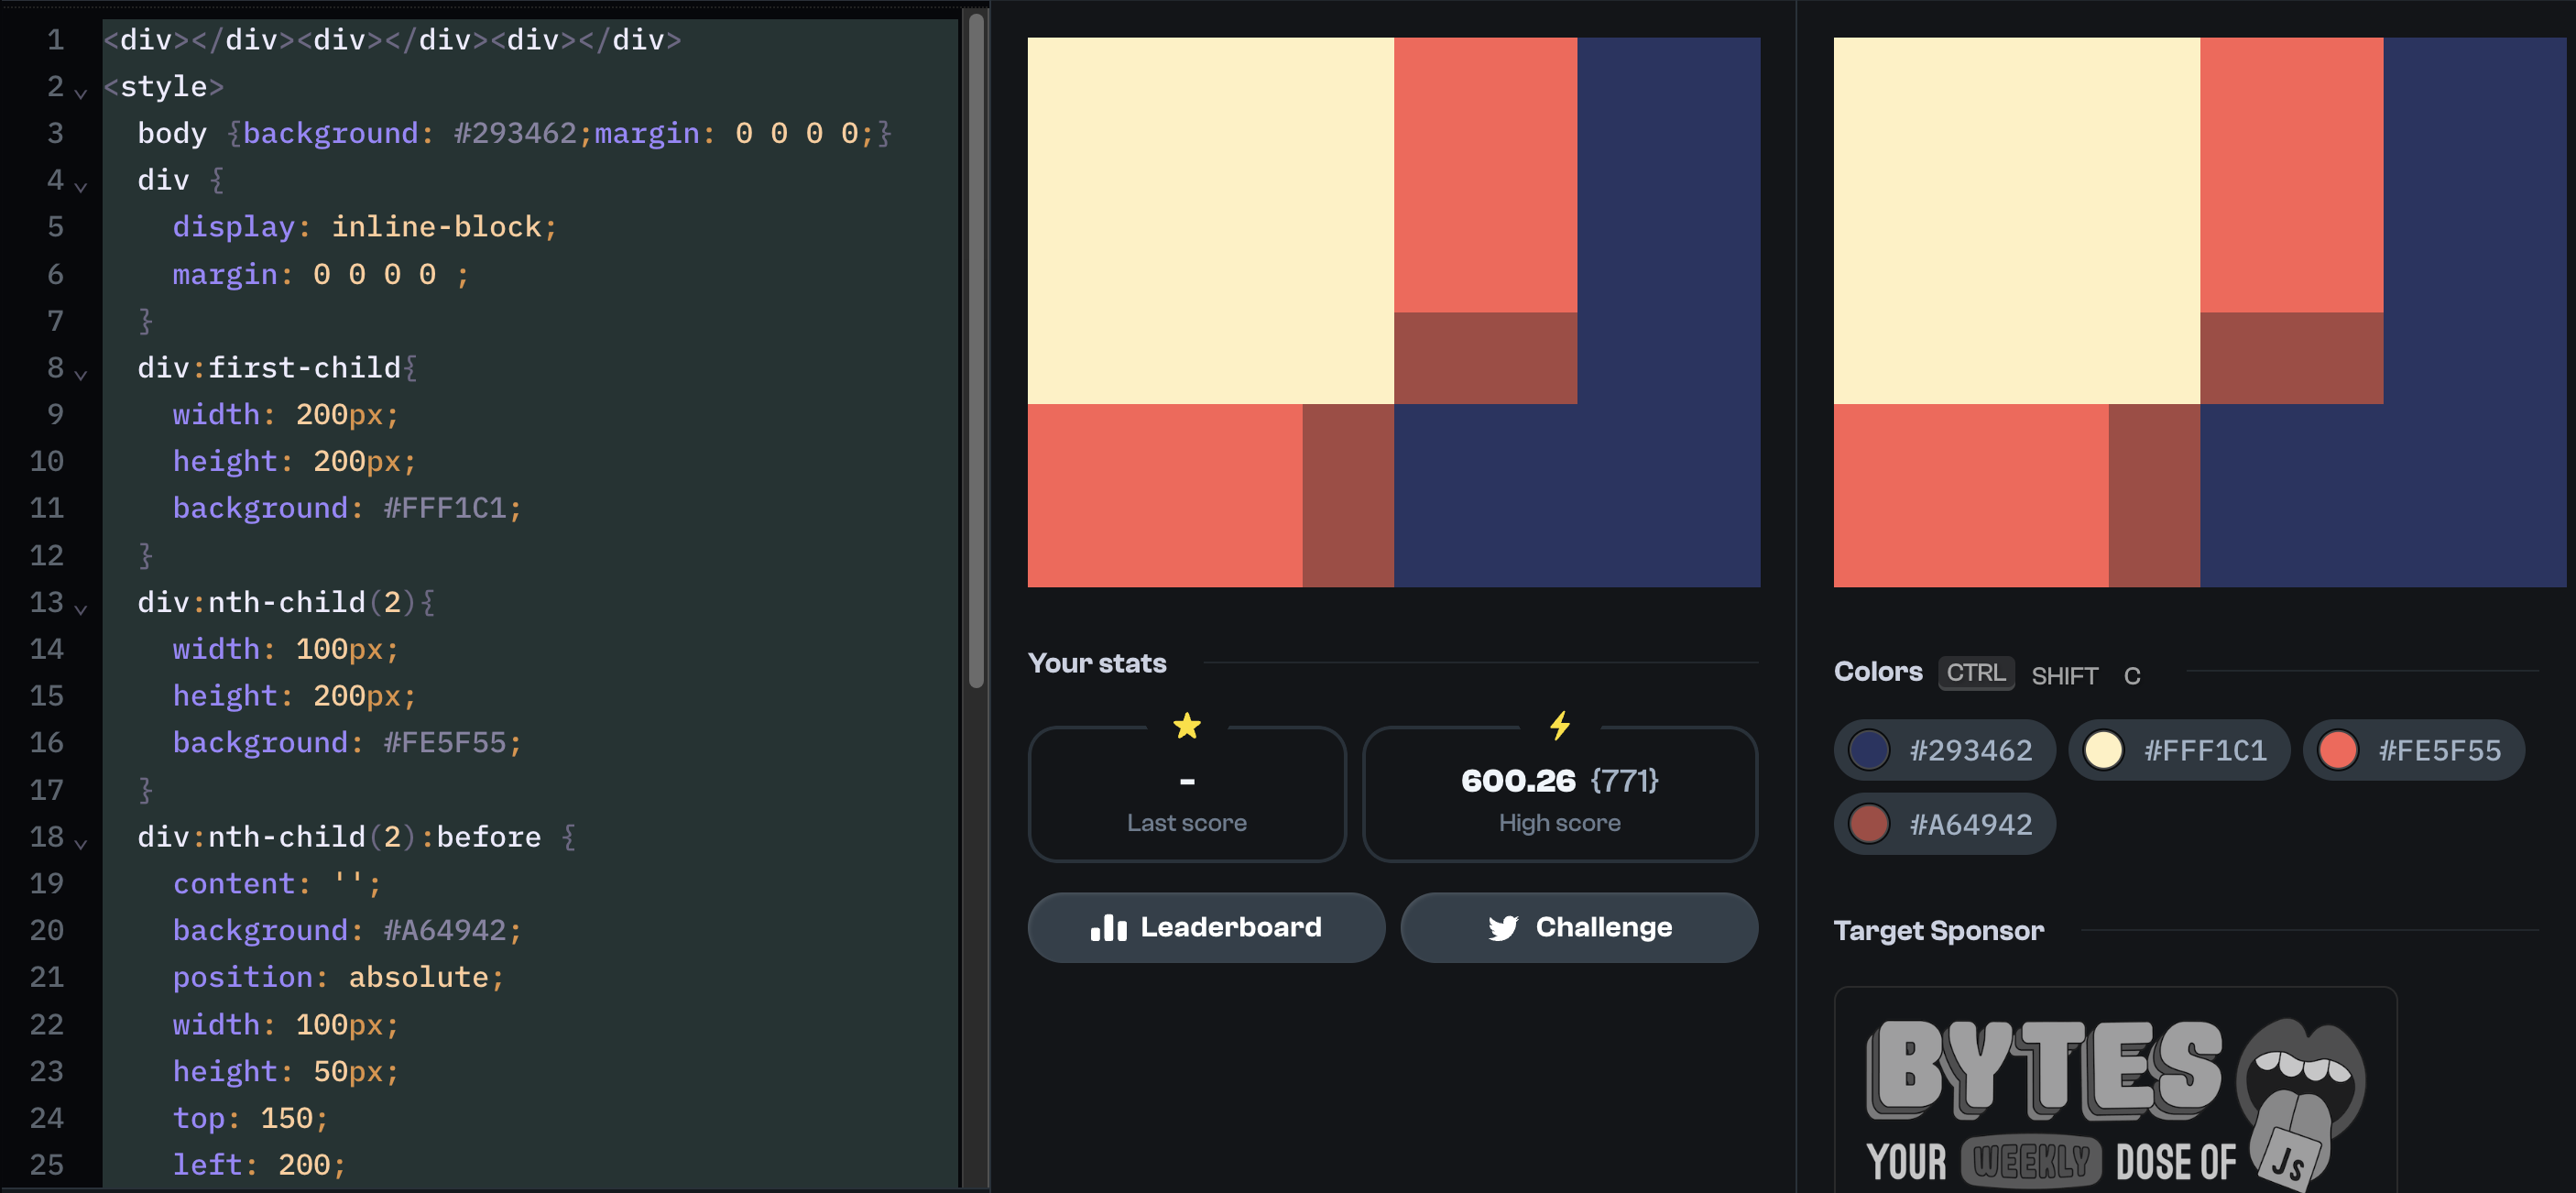 1 <div></div><div></div><div></div>
2 <style>
3 body {background: #293462;margin: 0 0 0 0;}
4 div {
5 display: inline-block;
6 margin: 0 0 0 0 ;
7 }
8 div:first-child{
9 width: 200px;
10 height: 200px;
11 background: #FFF1C1;
12 }
13 div:nth-child(2){
14 width: 100px;
15 height: 200px;
16 background: #FE5F55;
17 }
18 div:nth-child(2):before {
19 content: '';
20 background: #A64942;
21 position: absolute;
22 width: 100px;
23 height: 50px;
24 top: 150;
25 left: 200;
Your stats
-
Last score
600.26 {771}
High score
Leaderboard
Challenge
Colors CTRL SHIFT C
#293462 #FFF1C1 #FE5F55
#A64942
Target Sponsor
BYTES
YOUR WEEKLY DOSE OF JS